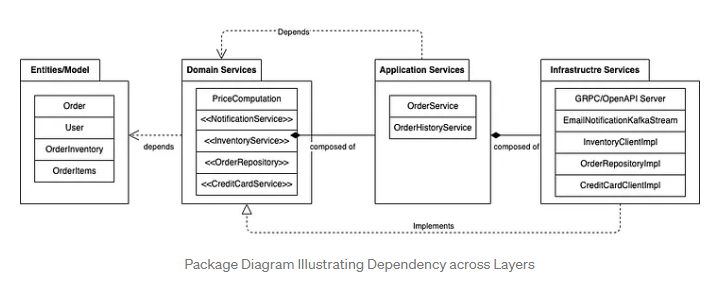 Depends
Entities/Model
Domain Services
Application Services
Infrastructre Services
Order
User
OrderInventory
OrderItems
depends
PriceComputation
<<NotificationService>>
<<InventoryService>>
<<OrderRepository>>
<<CreditCardService>>
composed of
OrderService
OrderHistoryService
composed of
GRPC/OpenAPI Server
EmailNotificationKafkaStream
InventoryClientImpl
OrderRepositoryImpl
CreditCardClientImpl
Implements
Package Diagram Illustrating Dependency across Layers